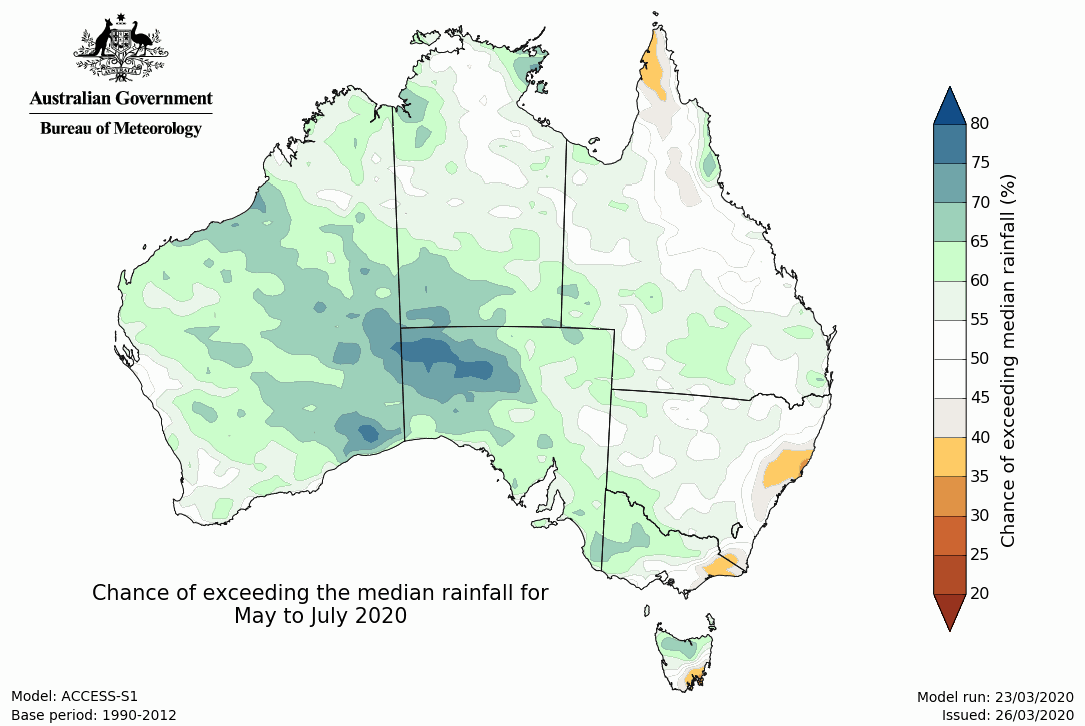 AUSTRALIA
Australian Government
Bureau of Meteorology
80
75
70
65
60
55
50
45
40
35
30
25
20
Chance of exceeding median rainfall (%)
Chance of exceeding the median rainfall for
May to July 2020
Model: ACCESS-S1
Base period: 1990-2012
Model run: 23/03/2020
Issued: 26/03/2020